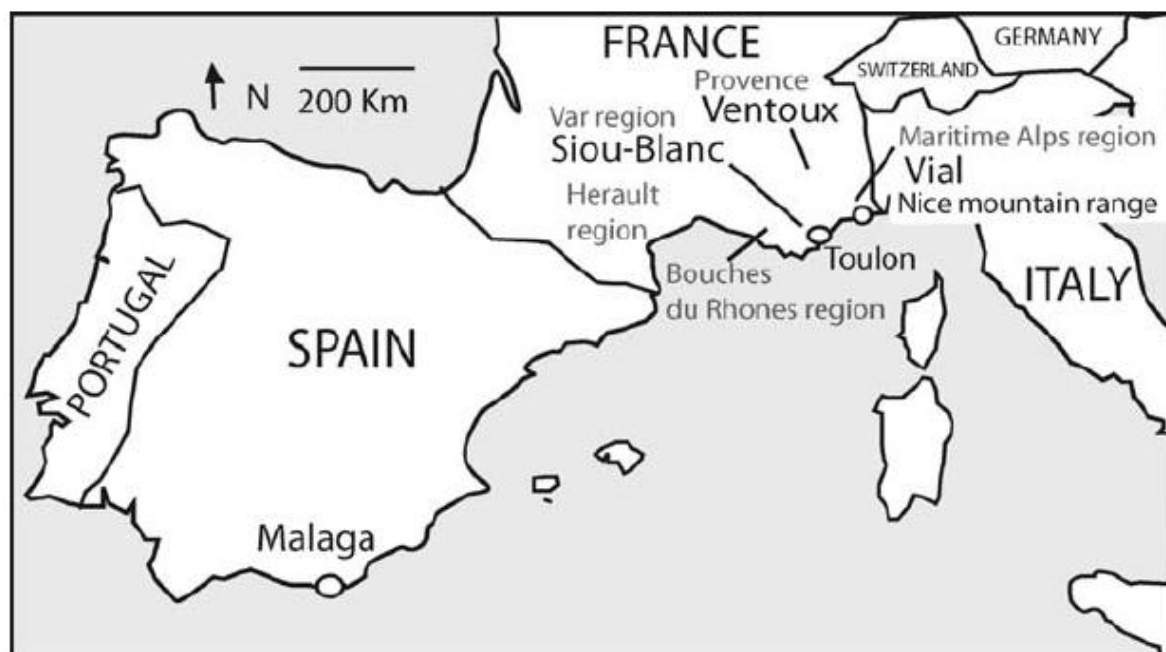 FRANCE
GERMANY
SWITZERLAND
N
200 Km
Provence
Ventoux
Var region
Siou-Blanc
Maritime Alps region
Vial
Nice mountain range
Herault
region
Toulon
Bouches
du Rhones region
ITALY
PORTUGAL
SPAIN
Malaga